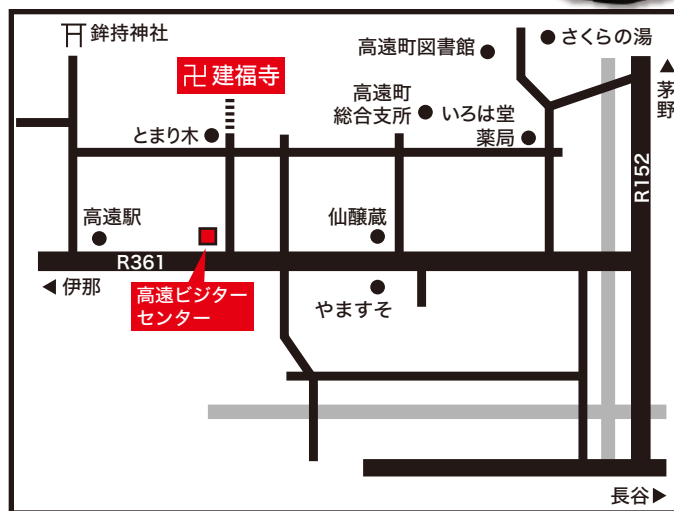 鉾持神社
高遠町図書館
さくらの湯
卍 建福寺
茅野
高遠町
総合支所
いろは堂
薬局
とまり木
R152
高遠駅
仙醸蔵
R361
伊那
高遠ビジター
センター
やますそ
長谷